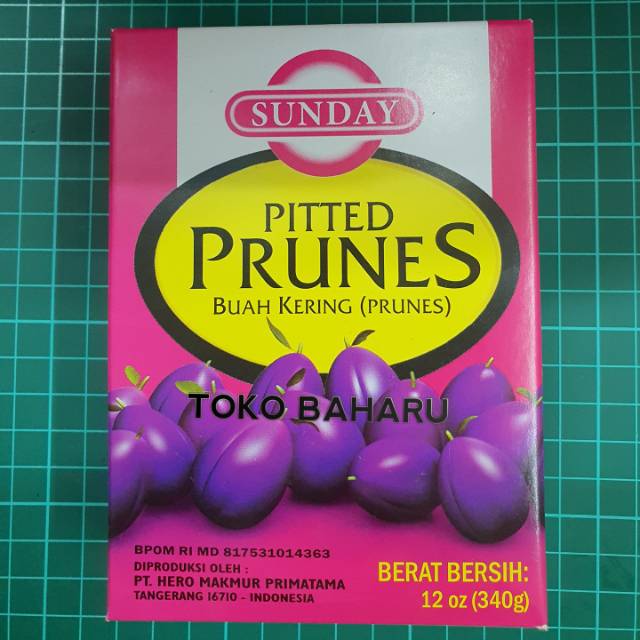 SUNDAY
PITTED
PRUNES
BUAH KERING (PRUNES)
TOKO BAHARU
BPOM RI MD 817531014363
DIPRODUKSI OLEH :
PT. HERO MAKMUR PRIMATAMA
TANGERANG 16710 - INDONESIA
BERAT BERSIH:
12 oz (340g)